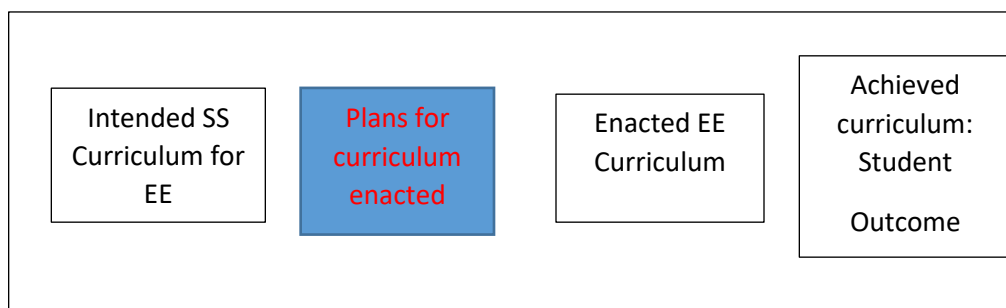 Intended SS
Curriculum for
EE
Plans for
curriculum
enacted
Enacted EE
Curriculum
Achieved
curriculum:
Student
Outcome